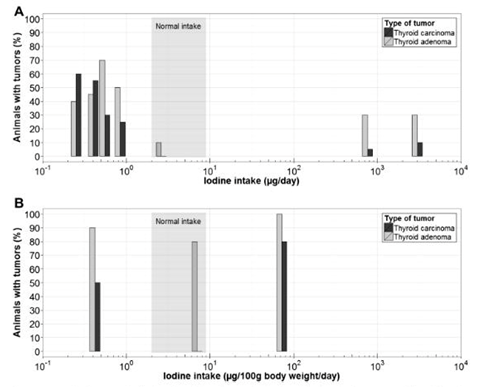 A
Animals with tumors (%)
100
90
80
70
60
50
40
30
20
10
0
Normal intake
Type of tumor
Thyroid carcinoma
Thyroid adenoma
10-1
100
101
102
103
104
Iodine intake (µg/day)
B
Animals with tumors (%)
100
90
80
70
60
50
40
30
20
10
0
Normal intake
Type of tumor
Thyroid carcinoma
Thyroid adenoma
10-1
100
101
102
103
104
Iodine intake (µg/100g body weight/day)